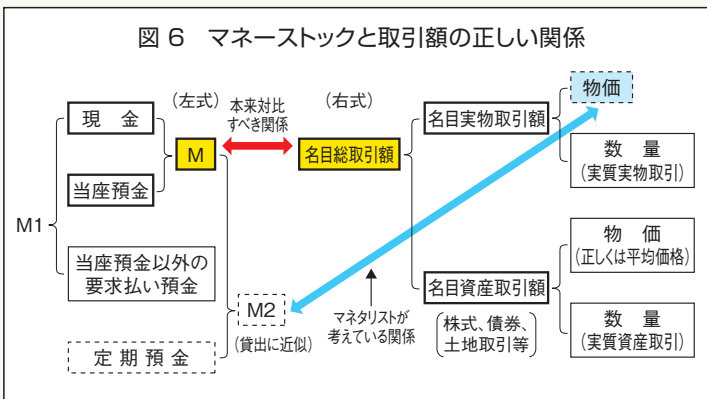 図6 マネーストックと取引額の正しい関係
M1
現 金
当座預金
当座預金以外の
要求払い預金
定期預金
(左式)
M
M2
(貸出に近似)
本来対比
すべき関係
(右式)
名目総取引額
マネタリストが
考えている関係
名目実物取引額
名目資産取引額
株式、債券、
土地取引等
物価
数 量
(実質実物取引)
物 価
(正しくは平均価格)
数 量
(実質資産取引)